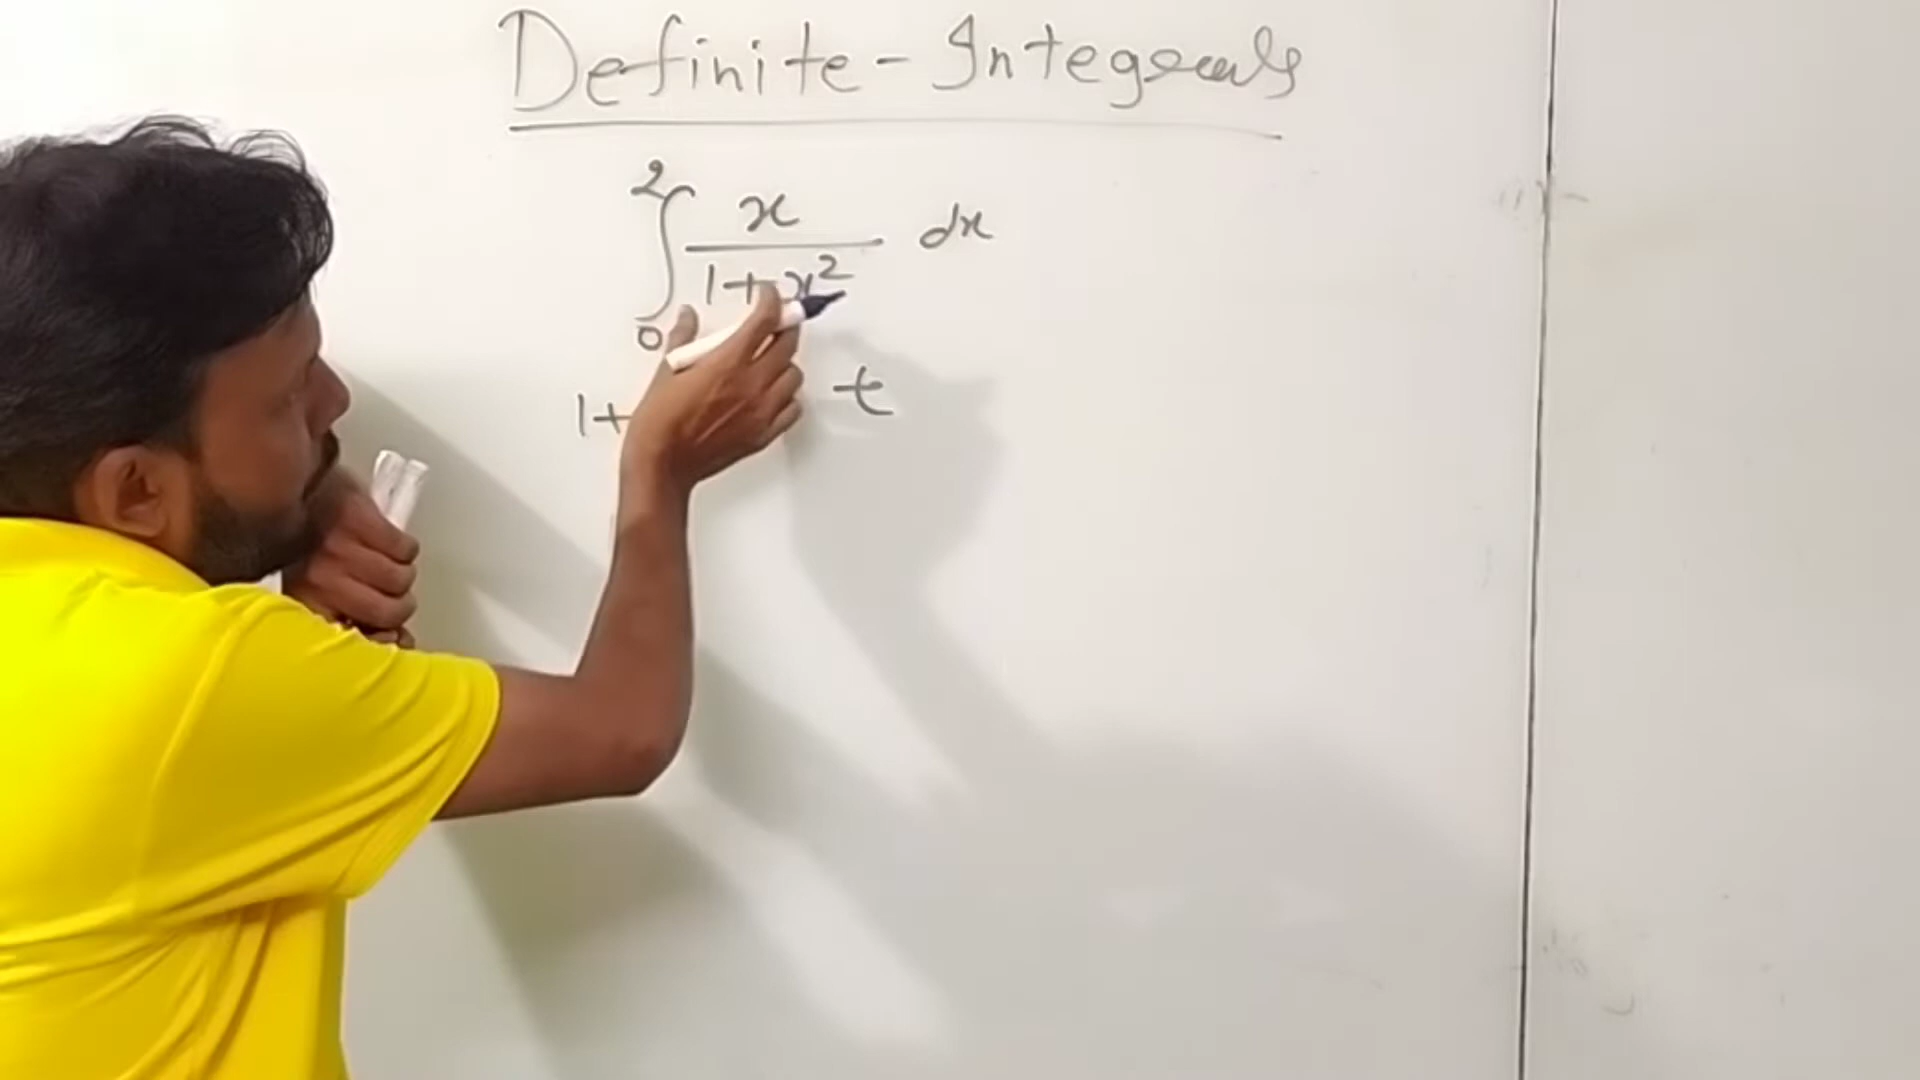 Definite - Integrals
2
∫ x / 1+x² dx
0
1+ t